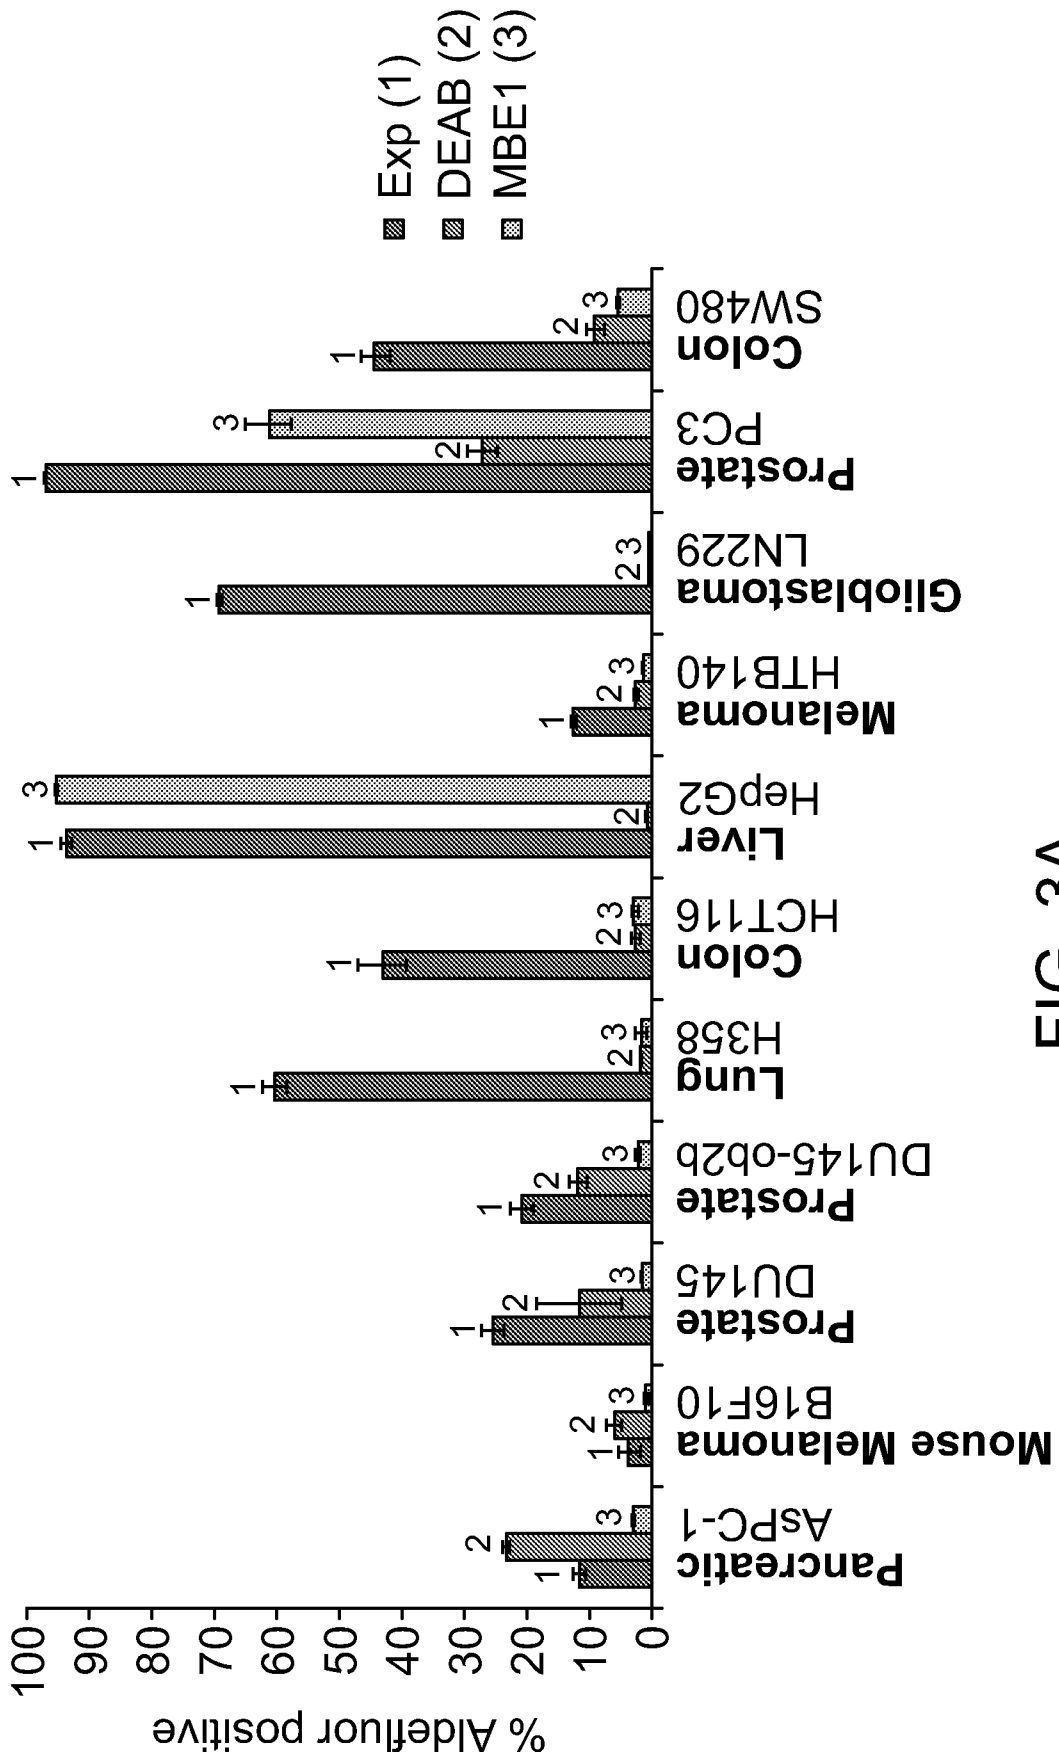 % Aldefluor positive
100
90
80
70
60
50
40
30
20
10
0
Exp (1)
DEAB (2)
MBE1 (3)
1 2 3
1 2 3
1 2 3
1 2 3
1 2 3
1 2 3
1 2 3
1 2 3
1 2 3
1 2 3
1 2 3
AsPC-1
Pancreatic
B16F10
Mouse Melanoma
DU145
Prostate
DU145-ob2b
Prostate
H358
Lung
HCT116
Colon
HepG2
Liver
HTB140
Melanoma
LN229
Glioblastoma
PC3
Prostate
SW480
Colon
FIG. 3A